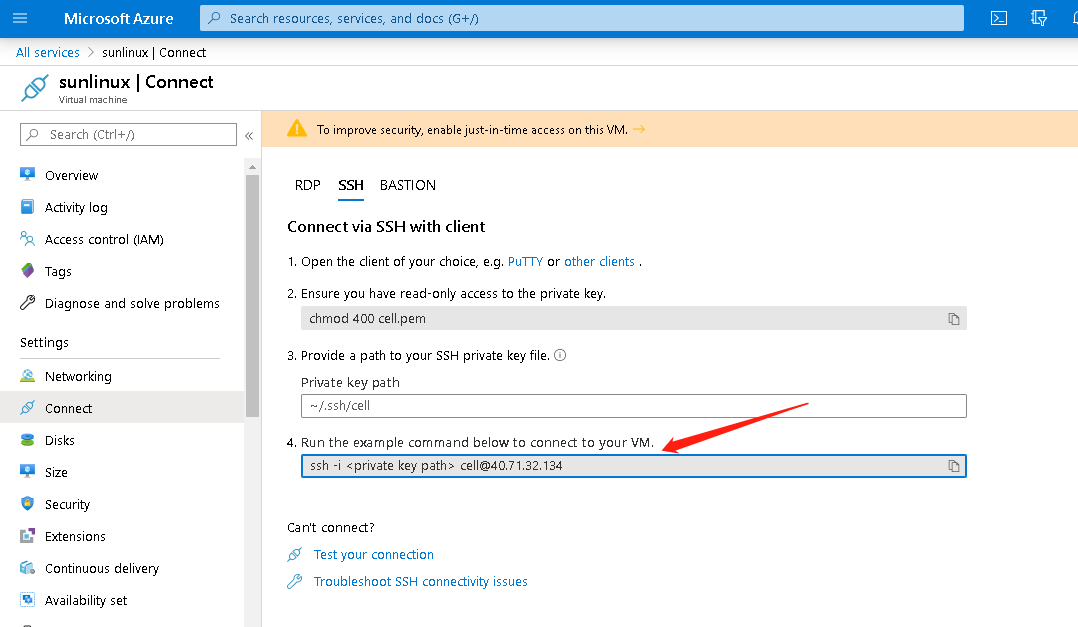 Microsoft Azure
Search resources, services, and docs (G+/)
All services > sunlinux | Connect
sunlinux | Connect
Virtual machine
Search (Ctrl+/)
«
Overview
Activity log
Access control (IAM)
Tags
Diagnose and solve problems
Settings
Networking
Connect
Disks
Size
Security
Extensions
Continuous delivery
Availability set
To improve security, enable just-in-time access on this VM. →
RDP SSH BASTION
Connect via SSH with client
1. Open the client of your choice, e.g. PuTTY or other clients .
2. Ensure you have read-only access to the private key.
chmod 400 cell.pem
3. Provide a path to your SSH private key file.
Private key path
~/.ssh/cell
4. Run the example command below to connect to your VM.
ssh -i <private key path> cell@40.71.32.134
Can't connect?
Test your connection
Troubleshoot SSH connectivity issues